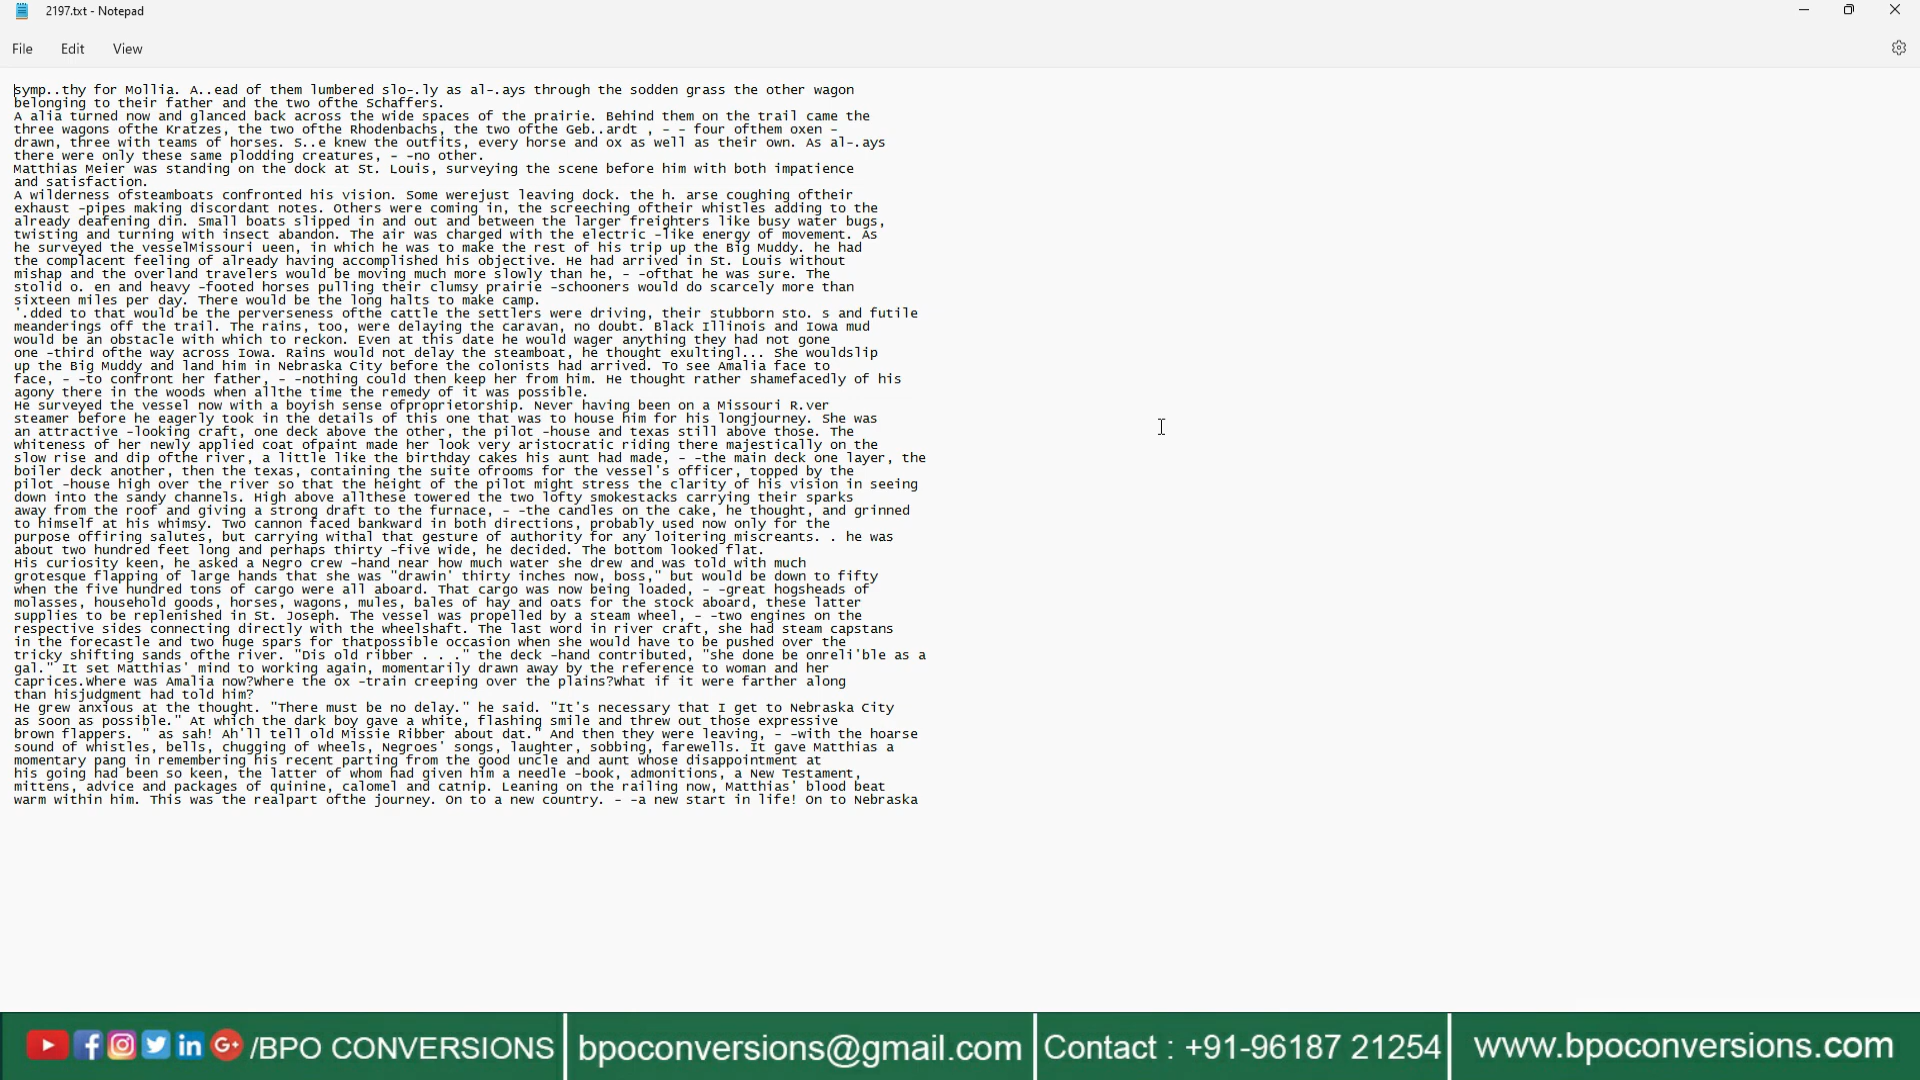 2197.txt - Notepad
File Edit View
symp..thy for Mollia. A..ead of them lumbered slo-.ly as al-.ays through the sodden grass the other wagon
belonging to their father and the two ofthe Schaffers.
A alia turned now and glanced back across the wide spaces of the prairie. Behind them on the trail came the
three wagons ofthe Kratzes, the two ofthe Rhodenbachs, the two ofthe Geb..ardt , - - four ofthem oxen -
drawn, three with teams of horses. S..e knew the outfits, every horse and ox as well as their own. As al-.ays
there were only these same plodding creatures, - -no other.
Matthias Meier was standing on the dock at St. Louis, surveying the scene before him with both impatience
and satisfaction.
A wilderness ofsteamboats confronted his vision. Some werejust leaving dock. the h. arse coughing oftheir
exhaust -pipes making discordant notes. Others were coming in, the screeching oftheir whistles adding to the
already deafening din. Small boats slipped in and out and between the larger freighters like busy water bugs,
twisting and turning with insect abandon. The air was charged with the electric -like energy of movement. As
he surveyed the vesselMissouri ueen, in which he was to make the rest of his trip up the Big Muddy. he had
the complacent feeling of already having accomplished his objective. He had arrived in St. Louis without
mishap and the overland travelers would be moving much more slowly than he, - -ofthat he was sure. The
stolid o. en and heavy -footed horses pulling their clumsy prairie -schooners would do scarcely more than
sixteen miles per day. There would be the long halts to make camp.
'.dded to that would be the perverseness ofthe cattle the settlers were driving, their stubborn sto. s and futile
meanderings off the trail. The rains, too, were delaying the caravan, no doubt. Black Illinois and Iowa mud
would be an obstacle with which to reckon. Even at this date he would wager anything they had not gone
one -third ofthe way across Iowa. Rains would not delay the steamboat, he thought exultingl... She wouldslip
up the Big Muddy and land him in Nebraska City before the colonists had arrived. To see Amalia face to
face, - -to confront her father, - -nothing could then keep her from him. He thought rather shamefacedly of his
agony there in the woods when allthe time the remedy of it was possible.
He surveyed the vessel now with a boyish sense ofproprietorship. Never having been on a Missouri R.ver
steamer before he eagerly took in the details of this one that was to house him for his longjourney. She was
an attractive -looking craft, one deck above the other, the pilot -house and texas still above those. The
whiteness of her newly applied coat ofpaint made her look very aristocratic riding there majestically on the
slow rise and dip ofthe river, a little like the birthday cakes his aunt had made, - -the main deck one layer, the
boiler deck another, then the texas, containing the suite ofrooms for the vessel's officer, topped by the
pilot -house high over the river so that the height of the pilot might stress the clarity of his vision in seeing
down into the sandy channels. High above allthese towered the two lofty smokestacks carrying their sparks
away from the roof and giving a strong draft to the furnace, - -the candles on the cake, he thought, and grinned
to himself at his whimsy. Two cannon faced bankward in both directions, probably used now only for the
purpose offiring salutes, but carrying withal that gesture of authority for any loitering miscreants. . he was
about two hundred feet long and perhaps thirty -five wide, he decided. The bottom looked flat.
His curiosity keen, he asked a Negro crew -hand near how much water she drew and was told with much
grotesque flapping of large hands that she was "drawin' thirty inches now, boss," but would be down to fifty
when the five hundred tons of cargo were all aboard. That cargo was now being loaded, - -great hogsheads of
molasses, household goods, horses, wagons, mules, bales of hay and oats for the stock aboard, these latter
supplies to be replenished in St. Joseph. The vessel was propelled by a steam wheel, - -two engines on the
respective sides connecting directly with the wheelshaft. The last word in river craft, she had steam capstans
in the forecastle and two huge spars for thatpossible occasion when she would have to be pushed over the
tricky shifting sands ofthe river. "Dis old ribber . . ." the deck -hand contributed, "she done be onreli'ble as a
gal." It set Matthias' mind to working again, momentarily drawn away by the reference to woman and her
caprices.Where was Amalia now?Where the ox -train creeping over the plains?What if it were farther along
than hisjudgment had told him?
He grew anxious at the thought. "There must be no delay." he said. "It's necessary that I get to Nebraska City
as soon as possible." At which the dark boy gave a white, flashing smile and threw out those expressive
brown flappers. " as sah! Ah'll tell old Missie Ribber about dat." And then they were leaving, - -with the hoarse
sound of whistles, bells, chugging of wheels, Negroes' songs, laughter, sobbing, farewells. It gave Matthias a
momentary pang in remembering his recent parting from the good uncle and aunt whose disappointment at
his going had been so keen, the latter of whom had given him a needle -book, admonitions, a New Testament,
mittens, advice and packages of quinine, calomel and catnip. Leaning on the railing now, Matthias' blood beat
warm within him. This was the realpart ofthe journey. On to a new country. - -a new start in life! On to Nebraska
/BPO CONVERSIONS bpoconversions@gmail.com Contact : +91-96187 21254 www.bpoconversions.com